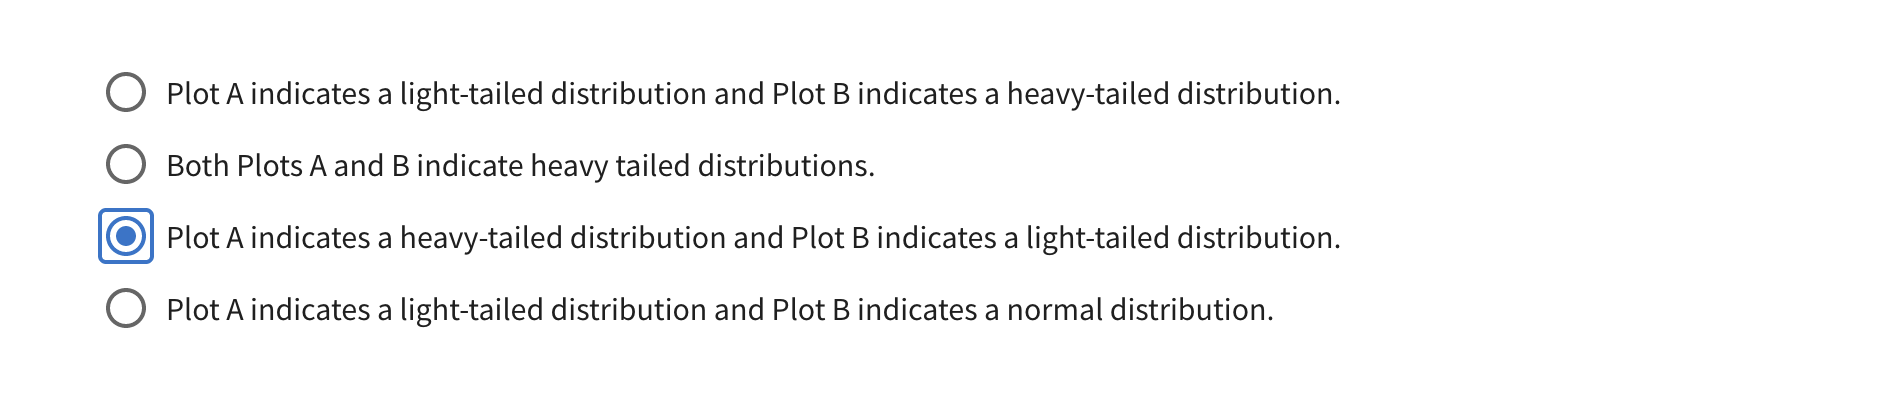 Plot A indicates a light-tailed distribution and Plot B indicates a heavy-tailed distribution.
Both Plots A and B indicate heavy tailed distributions.
Plot A indicates a heavy-tailed distribution and Plot B indicates a light-tailed distribution.
Plot A indicates a light-tailed distribution and Plot B indicates a normal distribution.